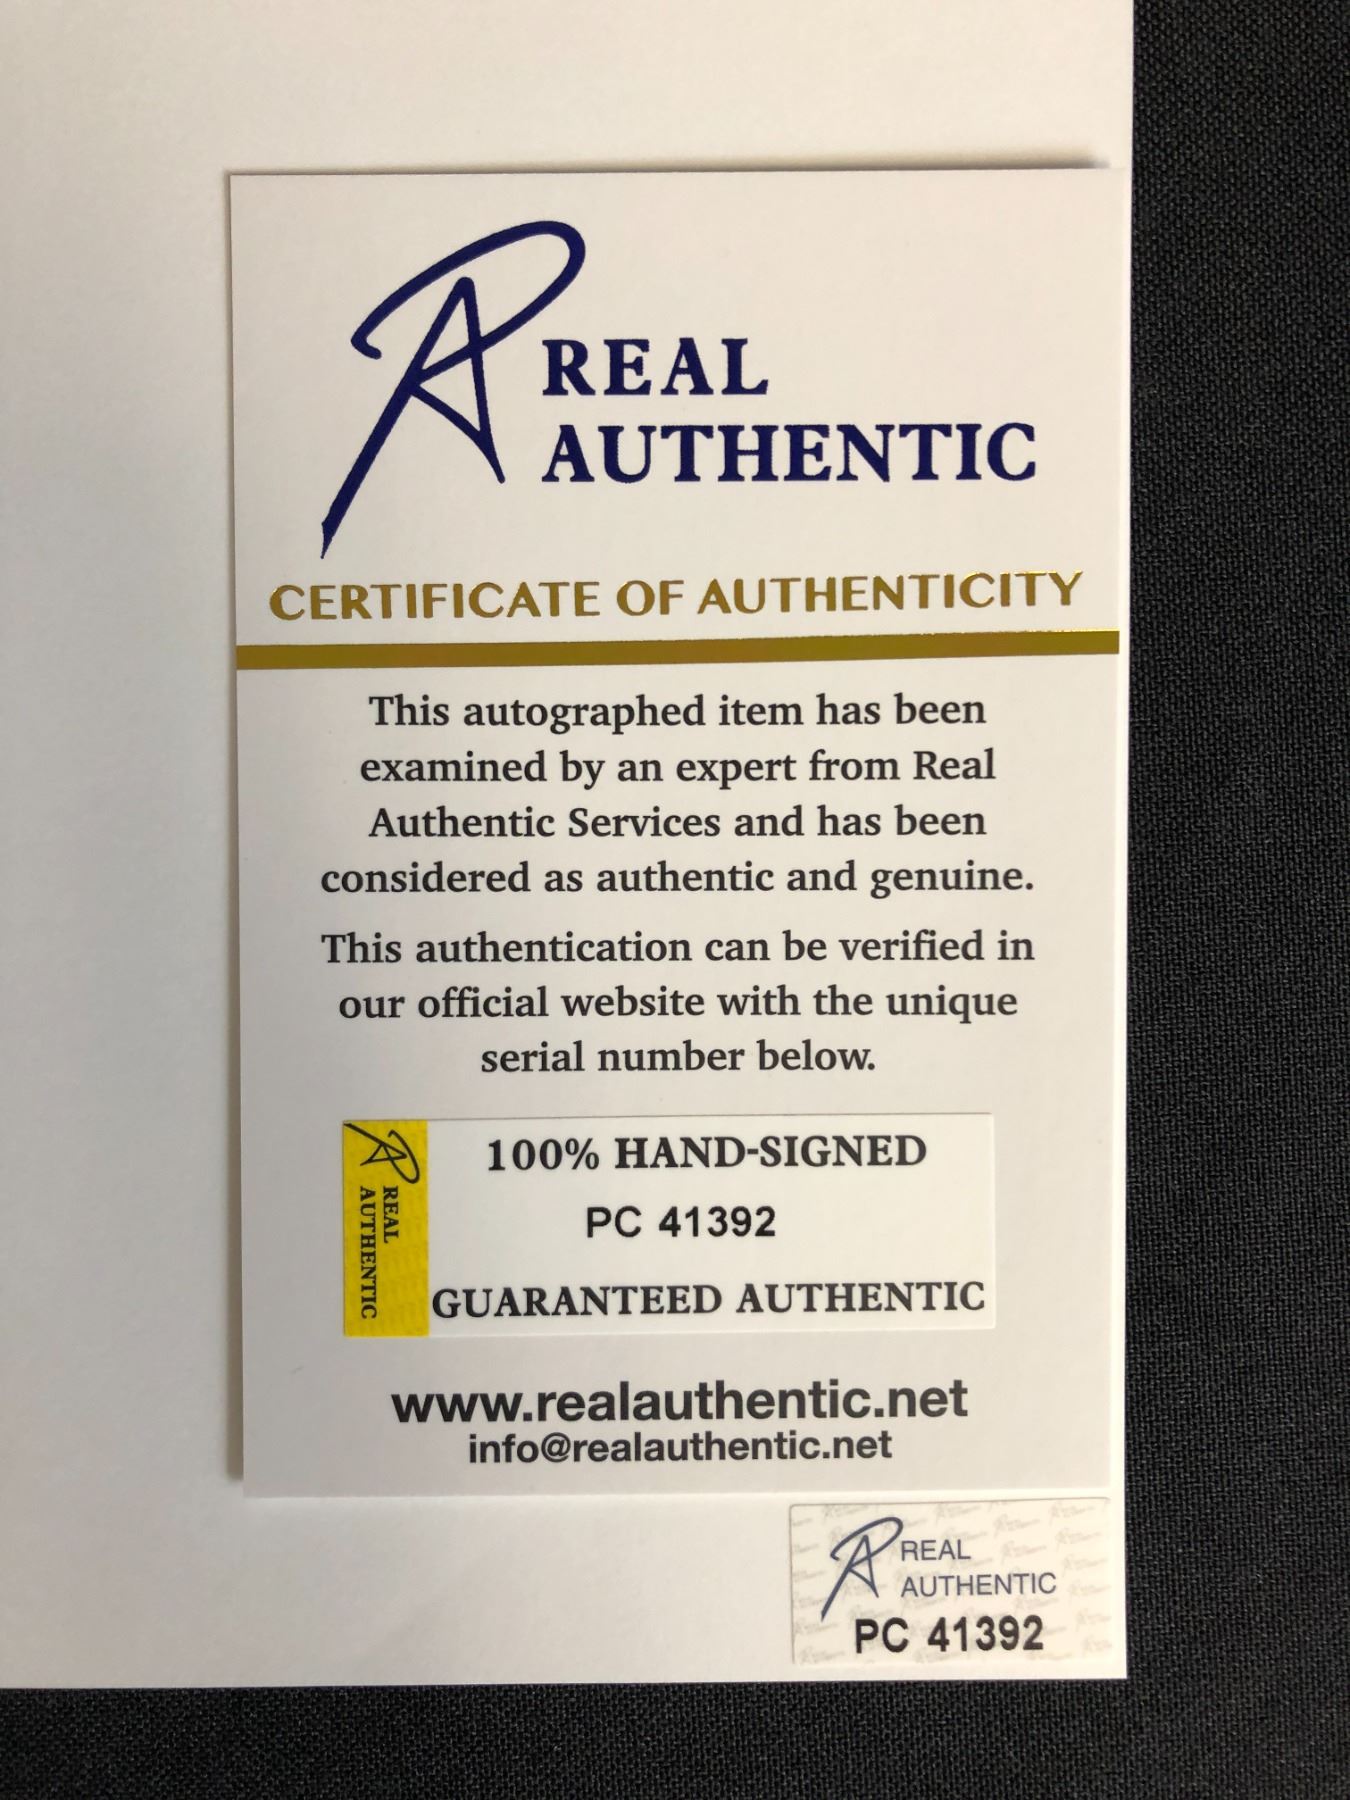 REAL
AUTHENTIC
CERTIFICATE OF AUTHENTICITY
This autographed item has been
examined by an expert from Real
Authentic Services and has been
considered as authentic and genuine.
This authentication can be verified in
our official website with the unique
serial number below.
REAL
AUTHENTIC
100% HAND-SIGNED
PC 41392
GUARANTEED AUTHENTIC
www.realauthentic.net
info@realauthentic.net
REAL
AUTHENTIC
PC 41392